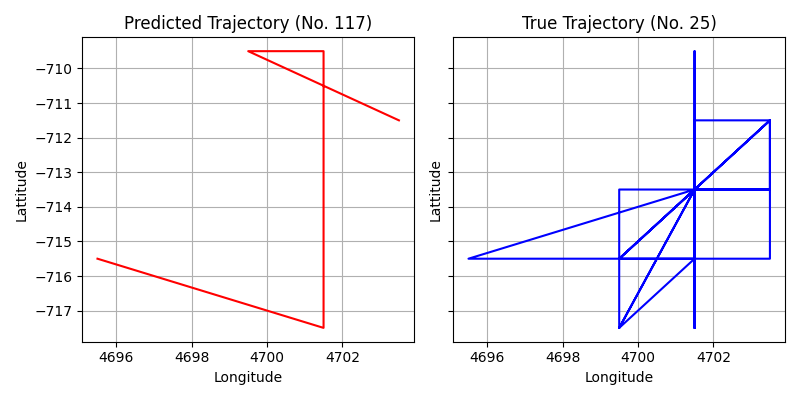 Predicted Trajectory (No. 117)
True Trajectory (No. 25)
−710
−711
−712
−713
−714
−715
−716
−717
Lattitude
Lattitude
4696 4698 4700 4702
4696 4698 4700 4702
Longitude
Longitude